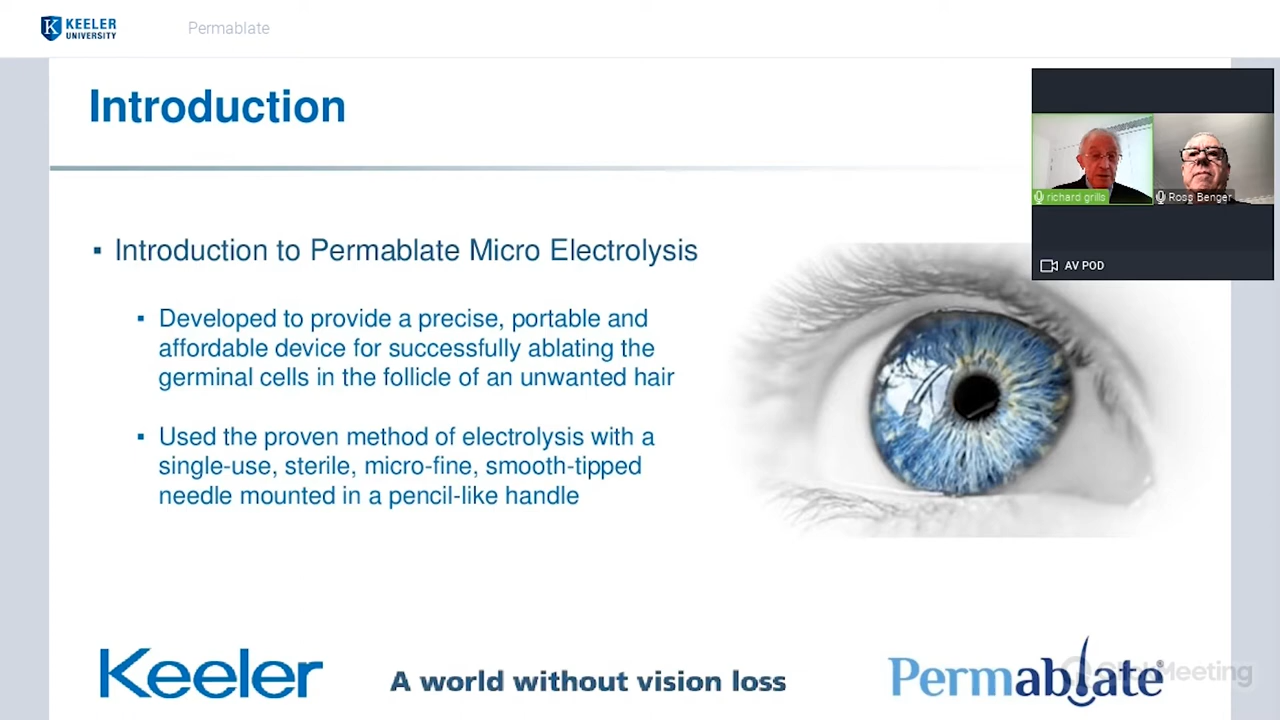 KEELER
UNIVERSITY
Permablate
Introduction
richard grills
Ross Benger
AV POD
▪ Introduction to Permablate Micro Electrolysis
▪ Developed to provide a precise, portable and
affordable device for successfully ablating the
germinal cells in the follicle of an unwanted hair
▪ Used the proven method of electrolysis with a
single-use, sterile, micro-fine, smooth-tipped
needle mounted in a pencil-like handle
Keeler
A world without vision loss
Permablate®
ClickMeeting